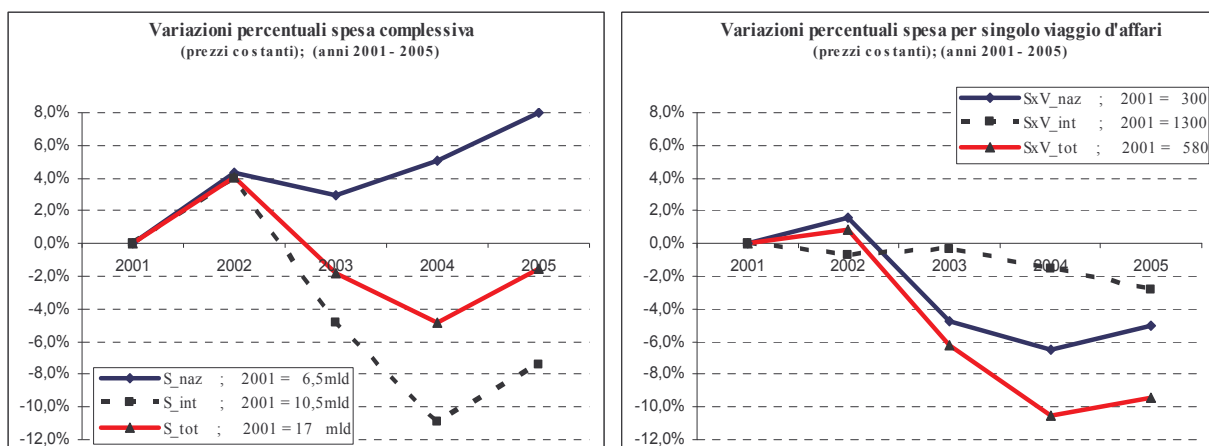 Variazioni percentuali spesa complessiva
(prezzi costanti); (anni 2001 - 2005)
8,0%
6,0%
4,0%
2,0%
0,0%
-2,0%
-4,0%
-6,0%
-8,0%
-10,0%
-12,0%
2001 2002 2003 2004 2005
S_naz ; 2001 = 6,5mld
S_int ; 2001 = 10,5mld
S_tot ; 2001 = 17 mld
Variazioni percentuali spesa per singolo viaggio d'affari
(prezzi costanti); (anni 2001 - 2005)
SxV_naz ; 2001 = 300
SxV_int ; 2001 = 1300
SxV_tot ; 2001 = 580
8,0%
6,0%
4,0%
2,0%
0,0%
-2,0%
-4,0%
-6,0%
-8,0%
-10,0%
-12,0%
2001 2002 2003 2004 2005